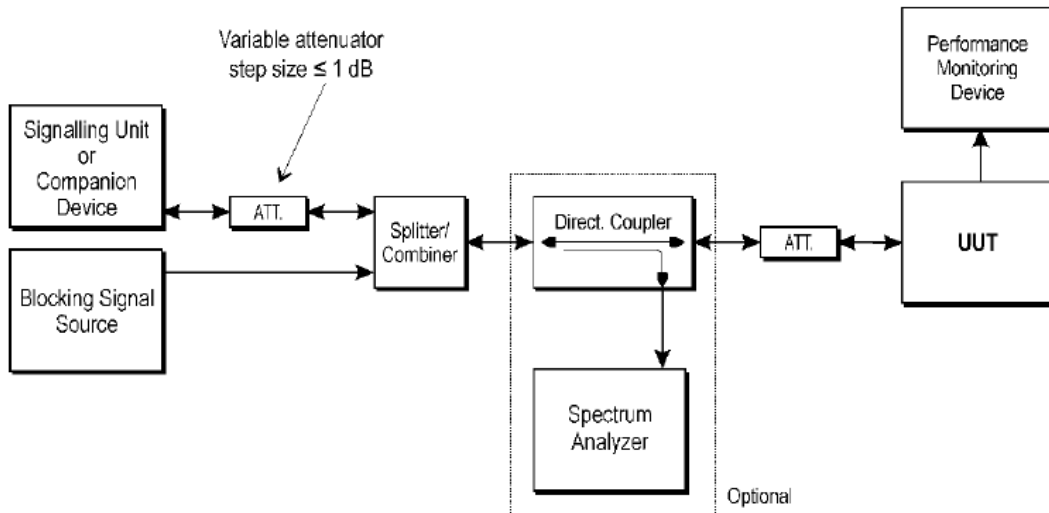 Variable attenuator
step size ≤ 1 dB
Performance
Monitoring
Device
Signalling Unit
or
Companion
Device
ATT.
Splitter/
Combiner
Direct. Coupler
ATT.
UUT
Blocking Signal
Source
Spectrum
Analyzer
Optional